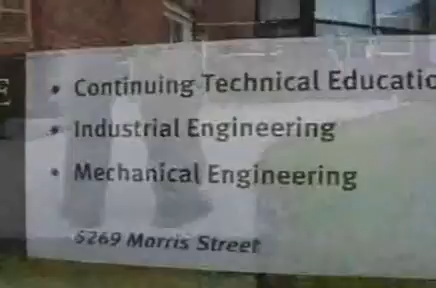 E
• Continuing Technical Educatio
• Industrial Engineering
• Mechanical Engineering
5269 Morris Street